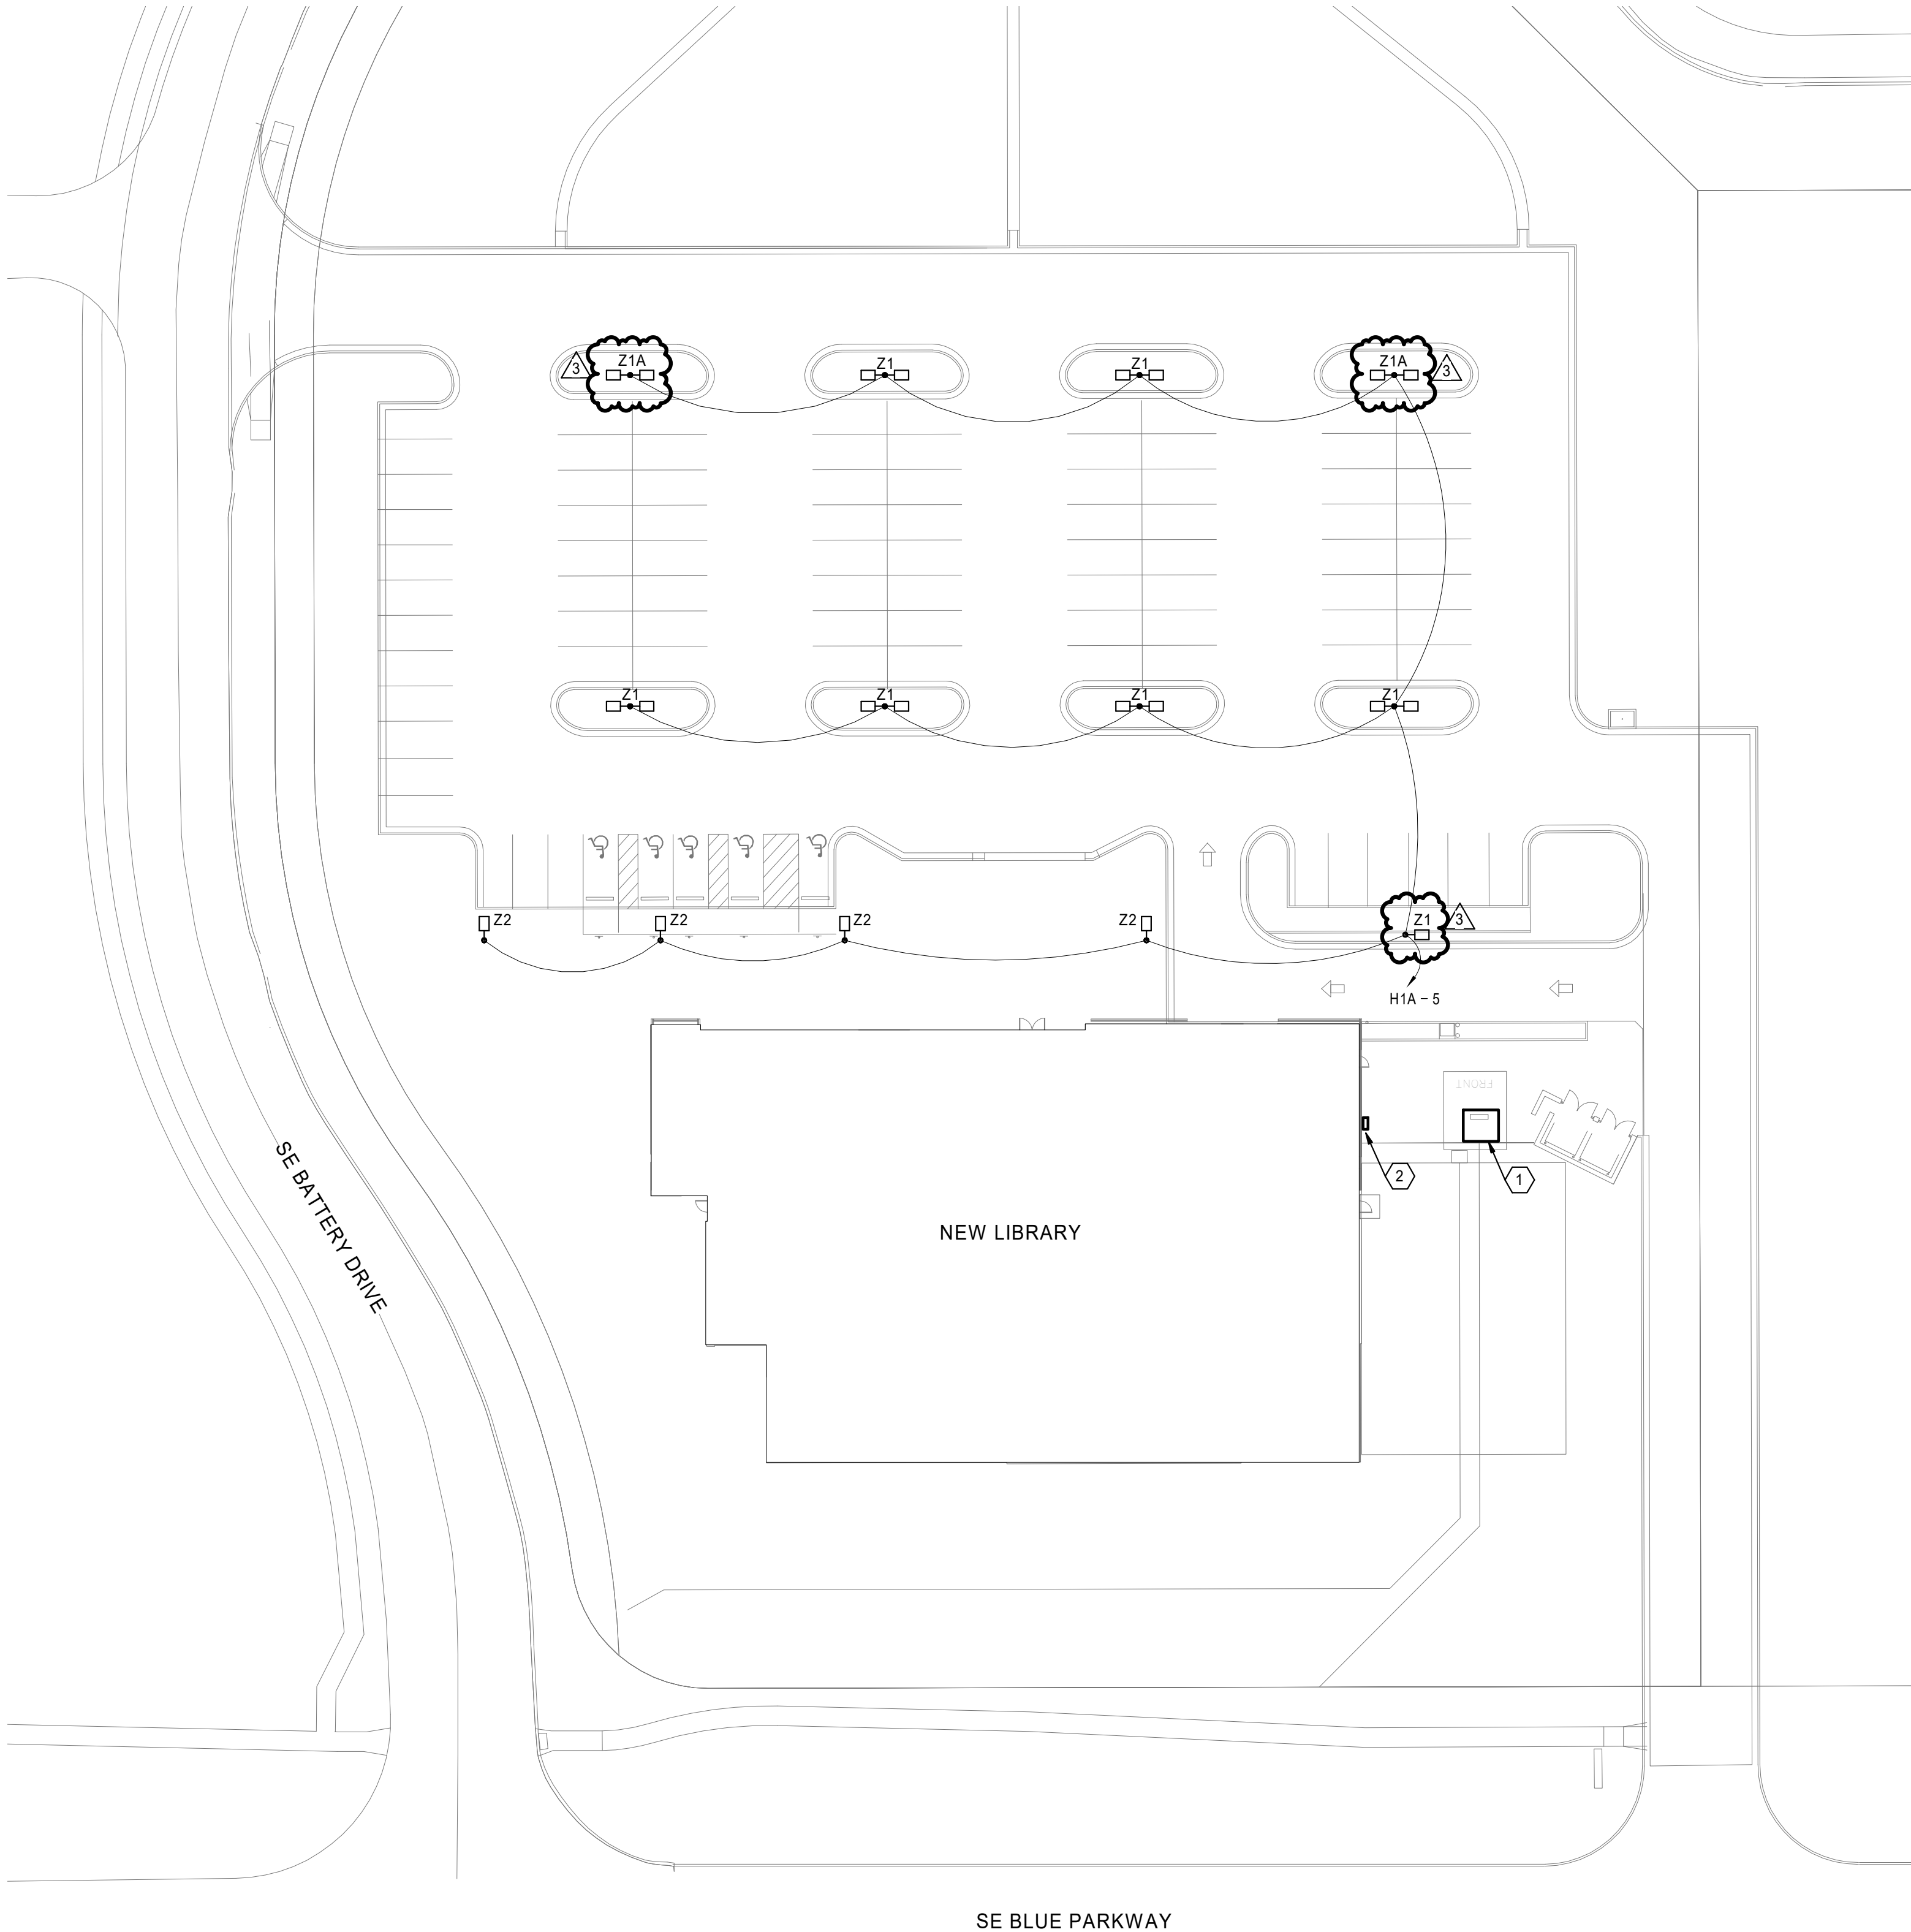 Z1A
Z1
Z1
Z1A
3
3
Z1
Z1
Z1
Z1
Z2
Z2
Z2
Z2
Z1
3
H1A – 5
FRONT
2
1
SE BATTERY DRIVE
NEW LIBRARY
SE BLUE PARKWAY